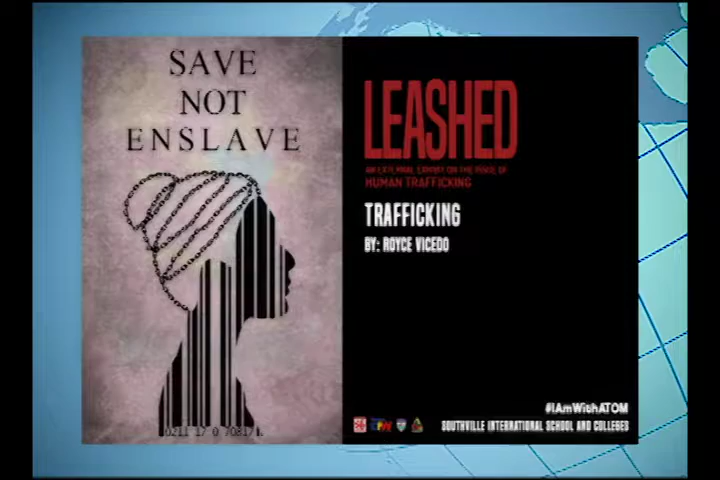 SAVE
NOT
ENSLAVE
LEASHED
HUMAN TRAFFICKING
TRAFFICKING
BY: ROYCE VICEDO
#IAmWithATOM
SOUTHVILLE INTERNATIONAL SCHOOL AND COLLEGES